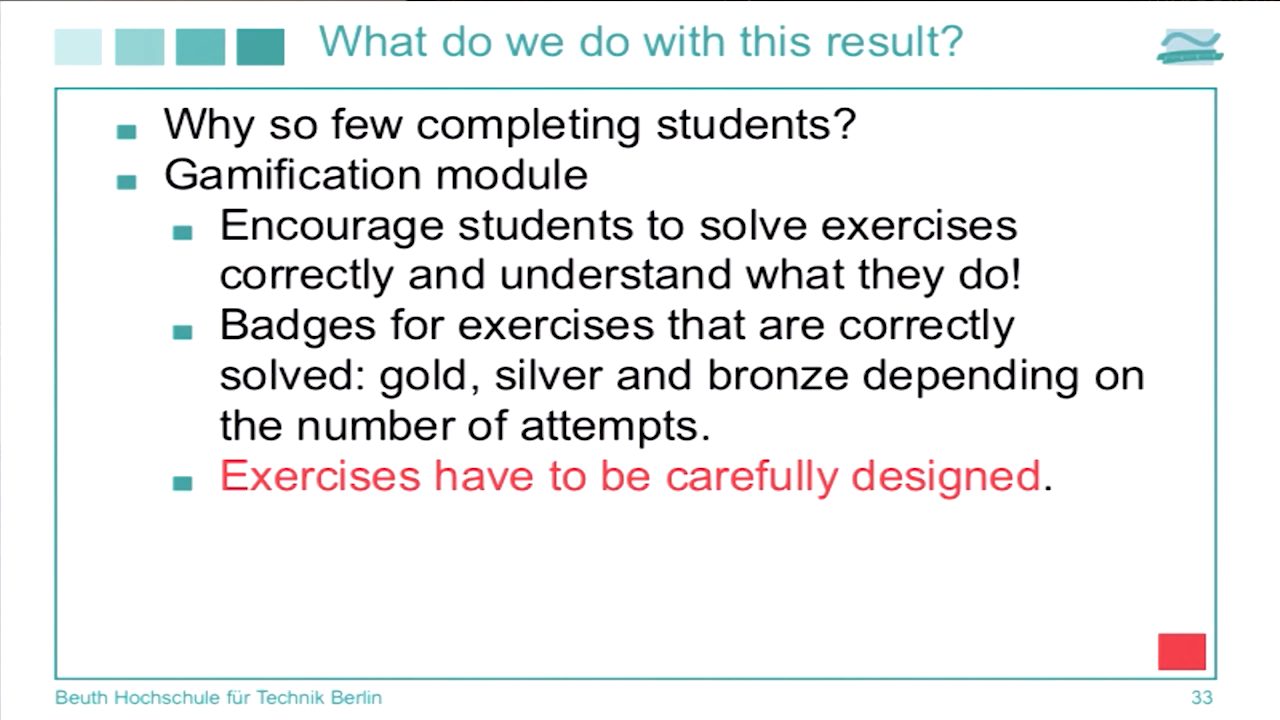 What do we do with this result?
Why so few completing students?
Gamification module
Encourage students to solve exercises
correctly and understand what they do!
Badges for exercises that are correctly
solved: gold, silver and bronze depending on
the number of attempts.
Exercises have to be carefully designed.
Beuth Hochschule für Technik Berlin
33